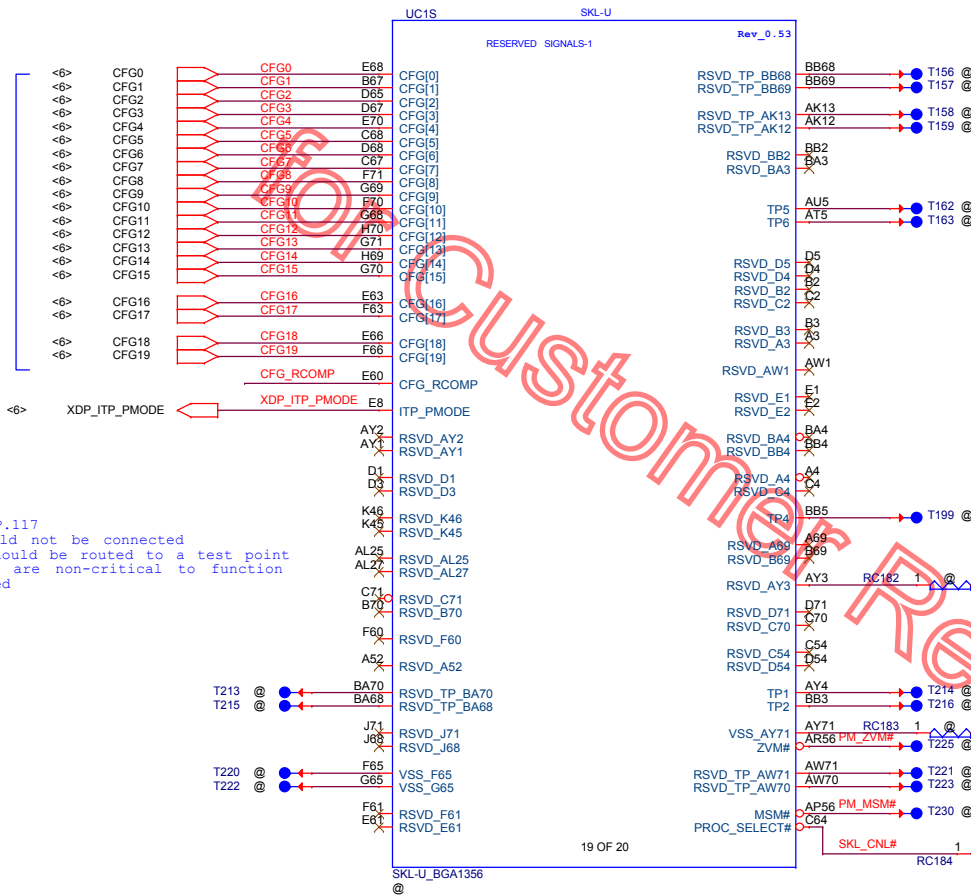 UC1S SKL-U
Rev_0.53
RESERVED SIGNALS-1
<6> CFG0 CFG0 E68 CFG[0] RSVD_TP_BB68 BB68 T156 @
<6> CFG1 CFG1 B67 CFG[1] RSVD_TP_BB69 BB69 T157 @
<6> CFG2 CFG2 D65 CFG[2]
<6> CFG3 CFG3 D67 CFG[3] RSVD_TP_AK13 AK13 T158 @
<6> CFG4 CFG4 E70 CFG[4] RSVD_TP_AK12 AK12 T159 @
<6> CFG5 CFG5 C68 CFG[5]
<6> CFG6 CFG6 D68 CFG[6] RSVD_BB2 BB2
<6> CFG7 CFG7 C67 CFG[7] RSVD_BA3 BA3
<6> CFG8 CFG8 F71 CFG[8]
<6> CFG9 CFG9 G69 CFG[9]
<6> CFG10 CFG10 F70 CFG[10] TP5 AU5 T162 @
<6> CFG11 CFG11 G68 CFG[11] TP6 AT5 T163 @
<6> CFG12 CFG12 H70 CFG[12]
<6> CFG13 CFG13 G71 CFG[13]
<6> CFG14 CFG14 H69 CFG[14] RSVD_D5 D5
<6> CFG15 CFG15 G70 CFG[15] RSVD_D4 D4
RSVD_B2 B2
<6> CFG16 CFG16 E63 CFG[16] RSVD_C2 C2
<6> CFG17 CFG17 F63 CFG[17]
RSVD_B3 B3
<6> CFG18 CFG18 E66 CFG[18] RSVD_A3 A3
<6> CFG19 CFG19 F66 CFG[19]
RSVD_AW1 AW1
CFG_RCOMP E60 CFG_RCOMP
RSVD_E1 E1
<6> XDP_ITP_PMODE XDP_ITP_PMODE E8 ITP_PMODE RSVD_E2 E2
AY2 RSVD_AY2 RSVD_BA4 BA4
AY1 RSVD_AY1 RSVD_BB4 BB4
D1 RSVD_D1 RSVD_A4 A4
D3 RSVD_D3 RSVD_C4 C4
K46 RSVD_K46 TP4 BB5 T199 @
K45 RSVD_K45
RSVD_A69 A69
AL25 RSVD_AL25 RSVD_B69 B69
AL27 RSVD_AL27
RSVD_AY3 AY3 RC182 1 @
C71 RSVD_C71
B70 RSVD_B70 RSVD_D71 D71
RSVD_C70 C70
F60 RSVD_F60
RSVD_C54 C54
A52 RSVD_A52 RSVD_D54 D54
T213 @ BA70 RSVD_TP_BA70 TP1 AY4 T214 @
T215 @ BA68 RSVD_TP_BA68 TP2 BB3 T216 @
J71 RSVD_J71 VSS_AY71 AY71 RC183 1 @
J68 RSVD_J68 ZVM# AR56 PM_ZVM# T225 @
T220 @ F65 VSS_F65 RSVD_TP_AW71 AW71 T221 @
T222 @ G65 VSS_G65 RSVD_TP_AW70 AW70 T223 @
F61 RSVD_F61 MSM# AP56 PM_MSM# T230 @
E61 RSVD_E61 PROC_SELECT# C64
19 OF 20
SKL_CNL# 1
RC184
SKL-U_BGA1356
@
P.117
ld not be connected
ould be routed to a test point
are non-critical to function
ed
for Customer Re